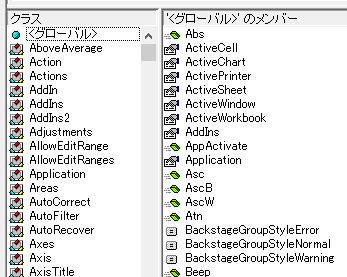 クラス
<グローバル>
AboveAverage
Action
Actions
AddIn
AddIns
AddIns2
Adjustments
AllowEditRange
AllowEditRanges
Application
Areas
AutoCorrect
AutoFilter
AutoRecover
Axes
Axis
AxisTitle
'<グローバル>' のメンバー
Abs
ActiveCell
ActiveChart
ActivePrinter
ActiveSheet
ActiveWindow
ActiveWorkbook
AddIns
AppActivate
Application
Asc
AscB
AscW
Atn
BackstageGroupStyleError
BackstageGroupStyleNormal
BackstageGroupStyleWarning
Beep